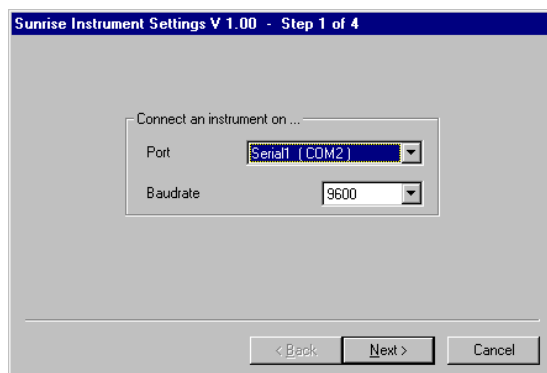 Sunrise Instrument Settings V 1.00 - Step 1 of 4
Connect an instrument on ...
Port Serial1 (COM2)
Baudrate 9600
< Back Next > Cancel